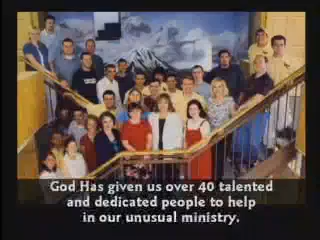 God Has given us over 40 talented
and dedicated people to help
in our unusual ministry.